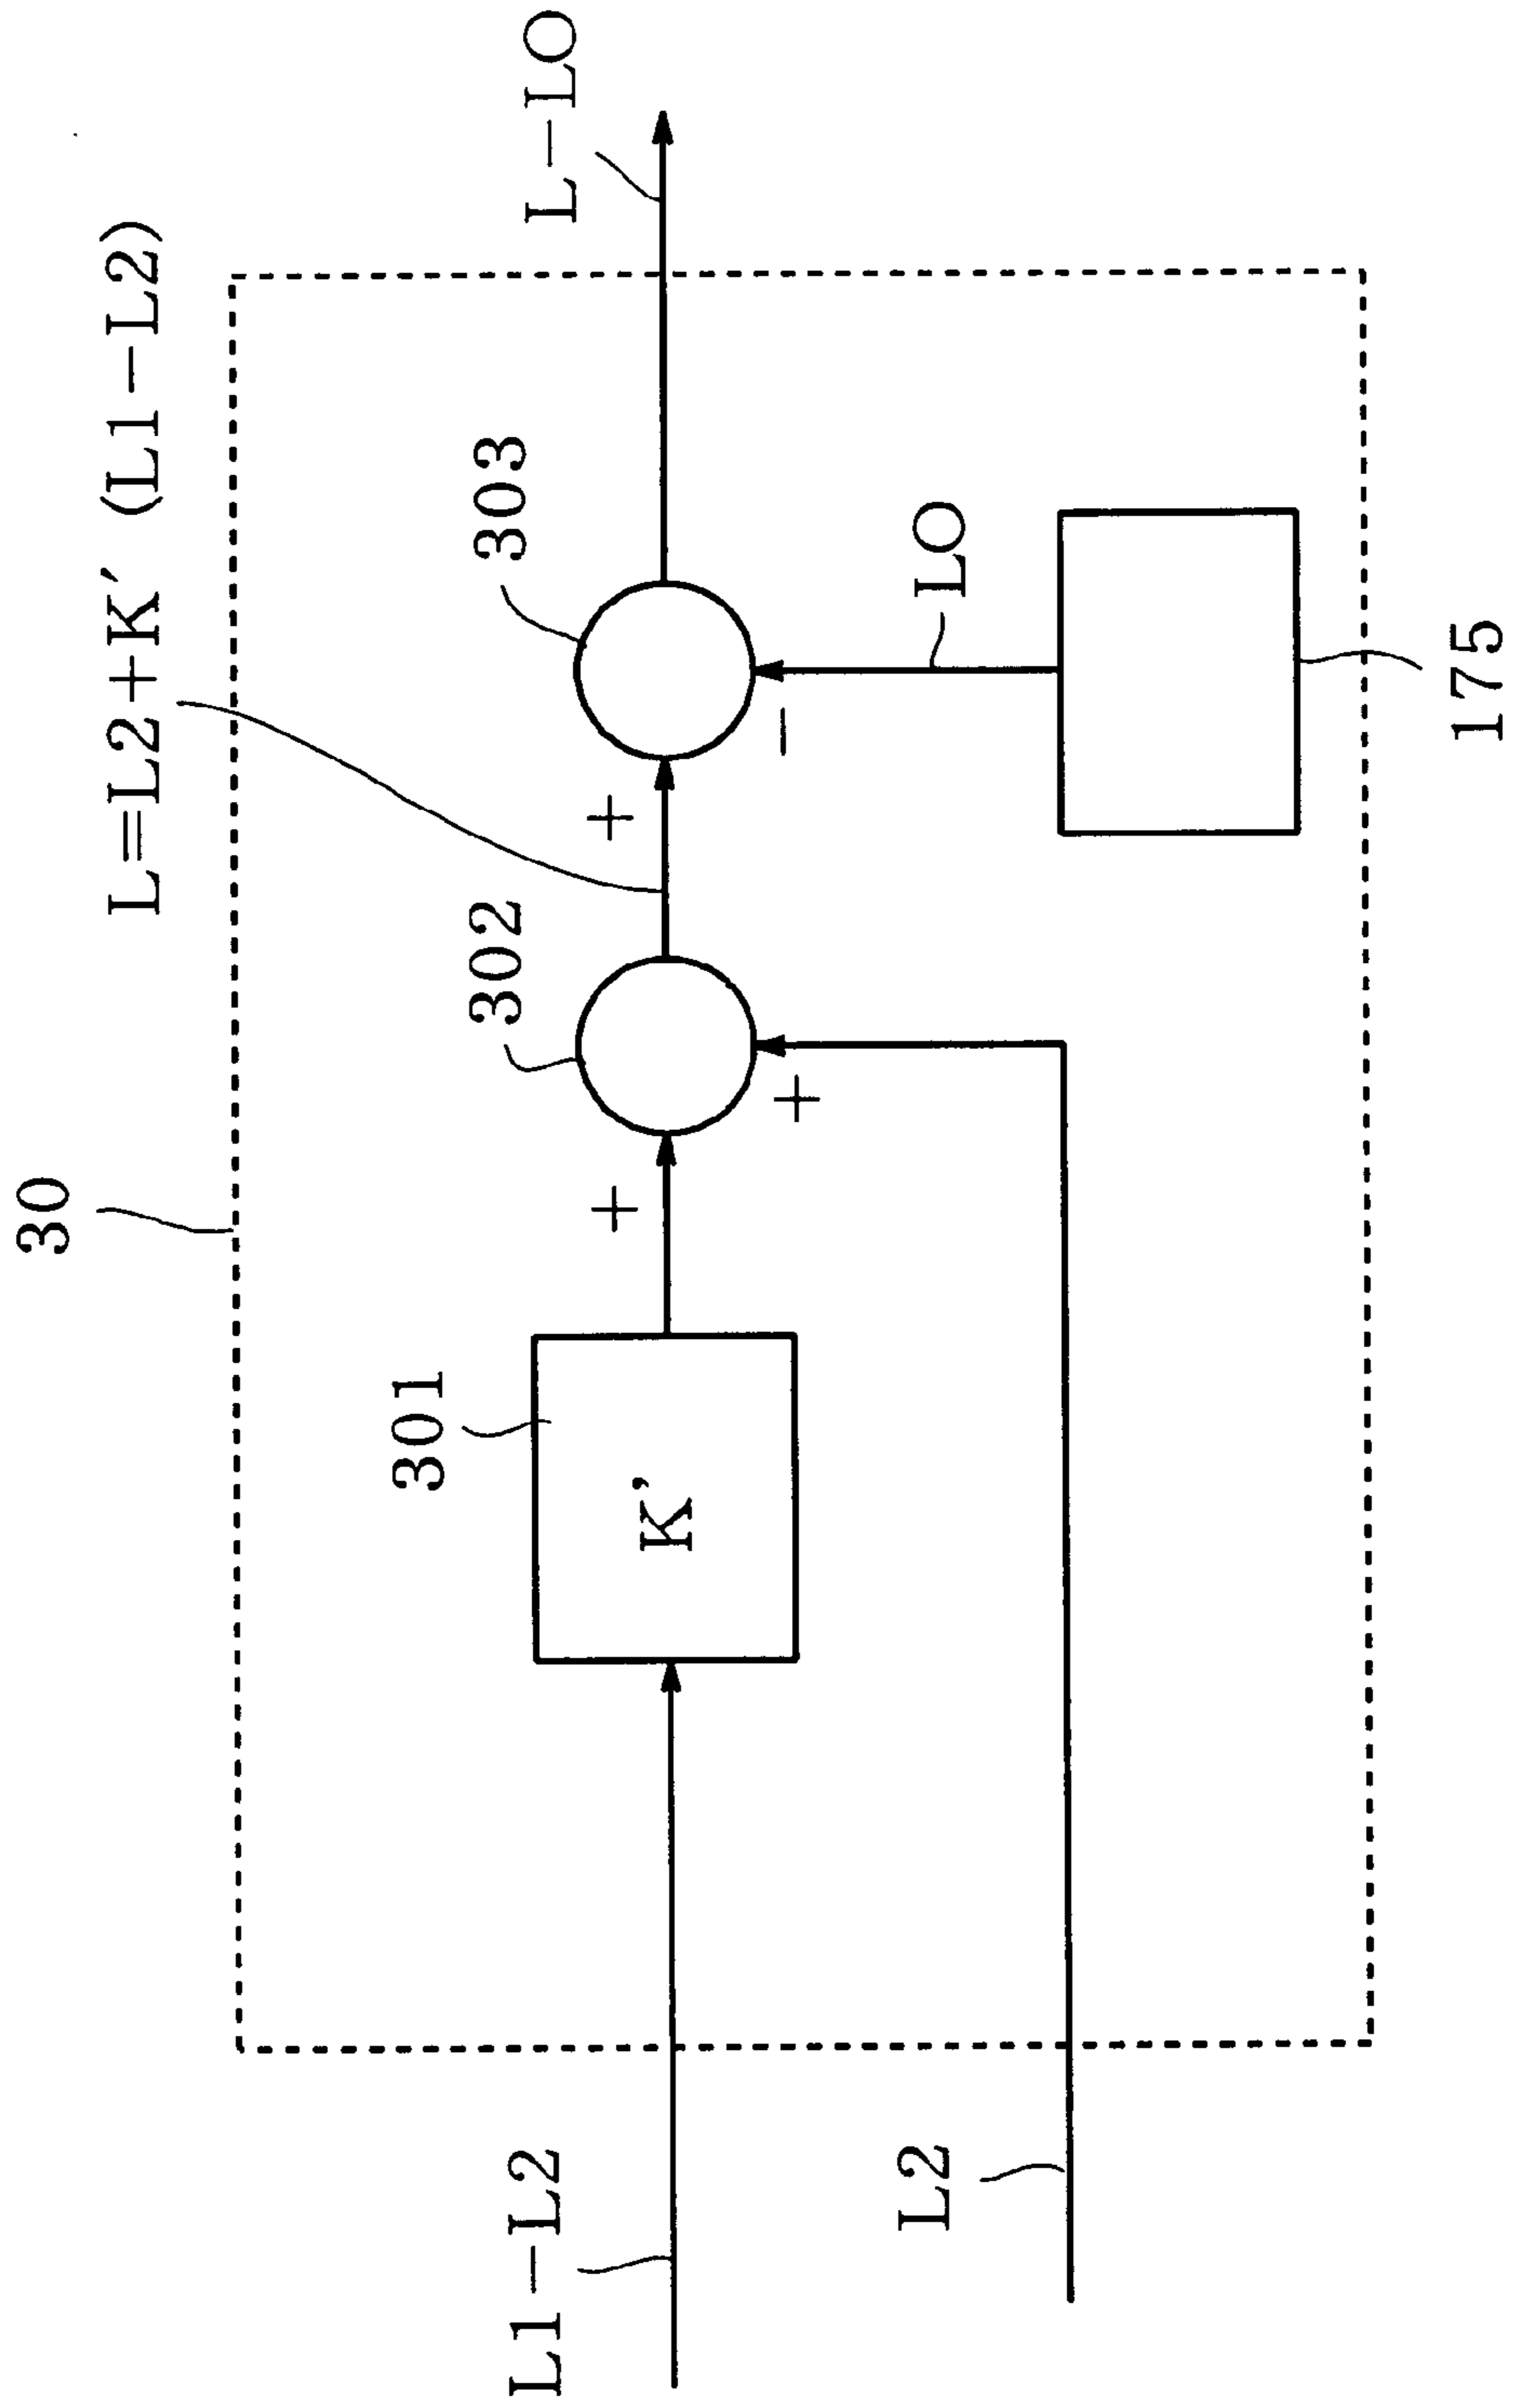 30
L=L2+K′ (L1−L2)
301
302
303
L−LO
L1−L2
K’
+
+
+
−
LO
L2
175